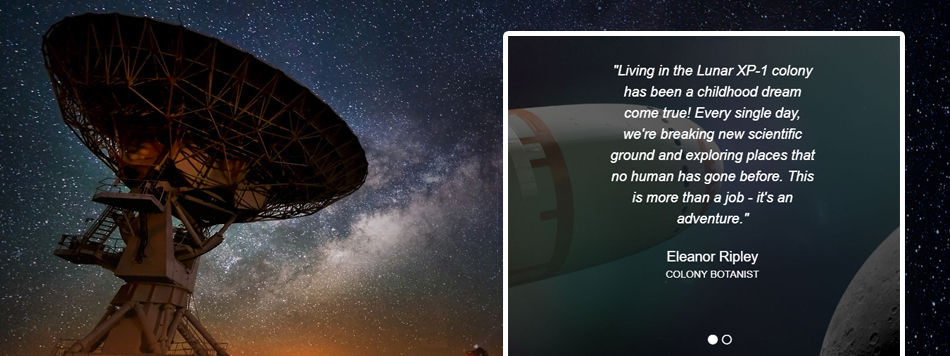 "Living in the Lunar XP-1 colony
has been a childhood dream
come true! Every single day,
we're breaking new scientific
ground and exploring places that
no human has gone before. This
is more than a job - it's an
adventure."
Eleanor Ripley
COLONY BOTANIST